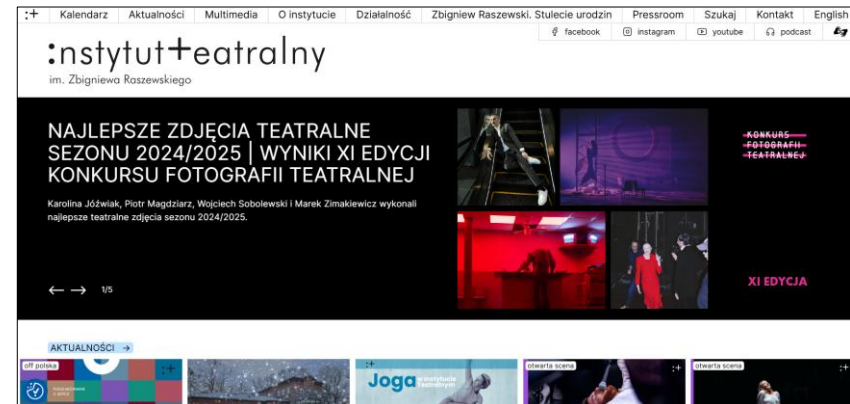 :+ Kalendarz Aktualności Multimedia O instytucie Działalność Zbigniew Raszewski. Stulecie urodzin Pressroom Szukaj Kontakt English
facebook instagram youtube podcast
:nstytut+eatralny
im. Zbigniewa Raszewskiego
NAJLEPSZE ZDJĘCIA TEATRALNE
SEZONU 2024/2025 | WYNIKI XI EDYCJI
KONKURSU FOTOGRAFII TEATRALNEJ
Karolina Jóźwiak, Piotr Magdziarz, Wojciech Sobolewski i Marek Zimakiewicz wykonali
najlepsze teatralne zdjęcia sezonu 2024/2025.
KONKURS
FOTOGRAFII
TEATRALNEJ
XI EDYCJA
← → 1/5
AKTUALNOŚCI →
off polska
:+
:+
Joga w Instytucie
Teatralnym
otwarta scena
:+
otwarta scena
:+